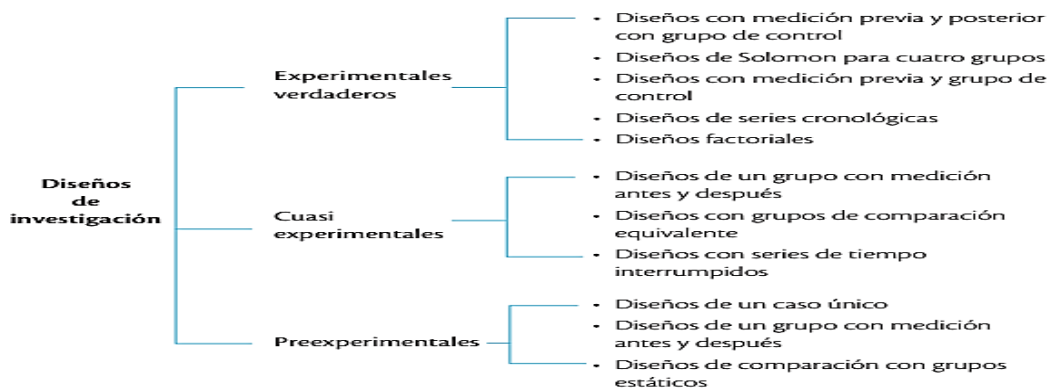 Diseños
de
investigación
Experimentales
verdaderos
• Diseños con medición previa y posterior
con grupo de control
• Diseños de Solomon para cuatro grupos
• Diseños con medición previa y grupo de
control
• Diseños de series cronológicas
• Diseños factoriales
Cuasi
experimentales
• Diseños de un grupo con medición
antes y después
• Diseños con grupos de comparación
equivalente
• Diseños con series de tiempo
interrumpidos
Preexperimentales
• Diseños de un caso único
• Diseños de un grupo con medición
antes y después
• Diseños de comparación con grupos
estáticos